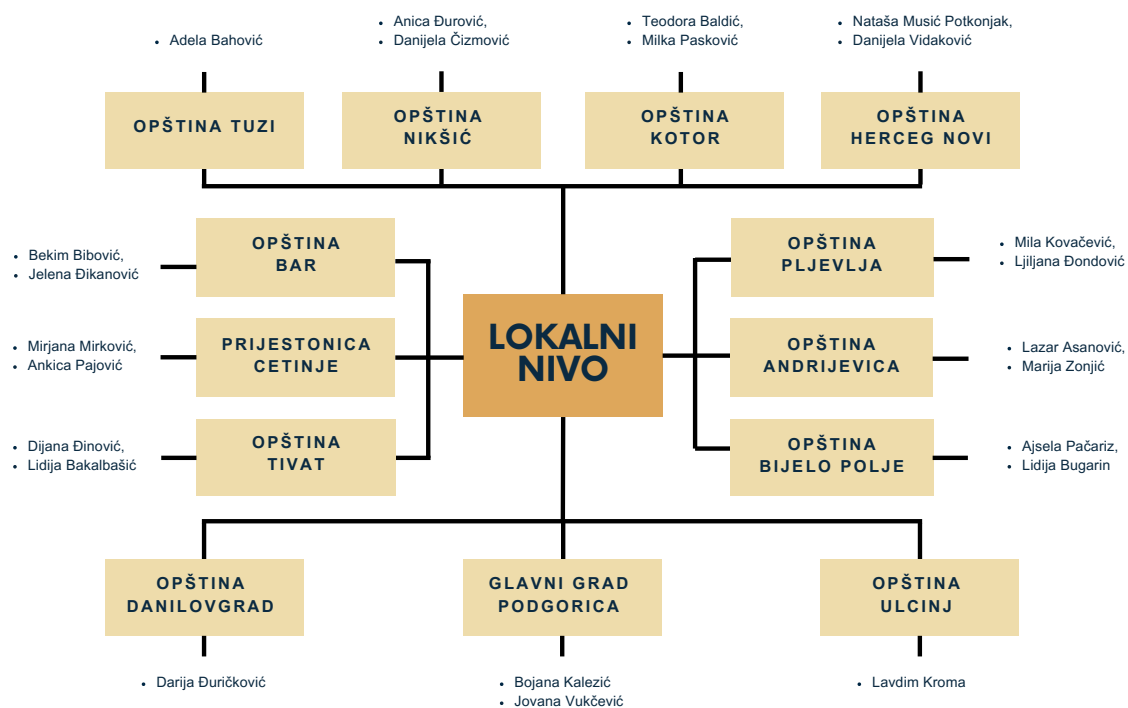 • Adela Bahović
• Anica Đurović,
• Danijela Čizmović
• Teodora Baldić,
• Milka Pasković
• Nataša Musić Potkonjak,
• Danijela Vidaković
OPŠTINA TUZI
OPŠTINA
NIKŠIĆ
OPŠTINA
KOTOR
OPŠTINA
HERCEG NOVI
• Bekim Bibović,
• Jelena Đikanović
OPŠTINA
BAR
OPŠTINA
PLJEVLJA
• Mila Kovačević,
• Ljiljana Đondović
• Mirjana Mirković,
• Ankica Pajović
PRIJESTONICA
CETINJE
LOKALNI
NIVO
OPŠTINA
ANDRIJEVICA
• Lazar Asanović,
• Marija Zonjić
• Dijana Đinović,
• Lidija Bakalbašić
OPŠTINA
TIVAT
OPŠTINA
BIJELO POLJE
• Ajsela Pačariz,
• Lidija Bugarin
OPŠTINA
DANILOVGRAD
GLAVNI GRAD
PODGORICA
OPŠTINA
ULCINJ
• Darija Đuričković
• Bojana Kalezić
• Jovana Vukčević
• Lavdim Kroma